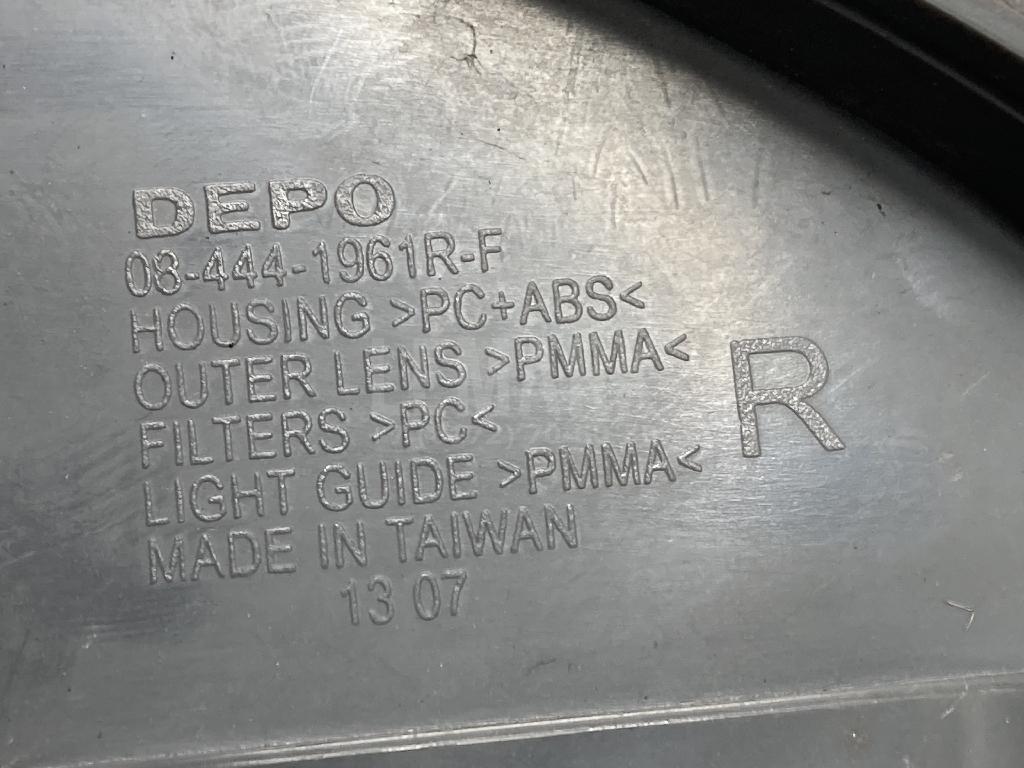 DEPO
08-444-1961R-F
HOUSING >PC+ABS<
OUTER LENS >PMMA<
FILTERS >PC<
LIGHT GUIDE >PMMA<
MADE IN TAIWAN
13 07
R